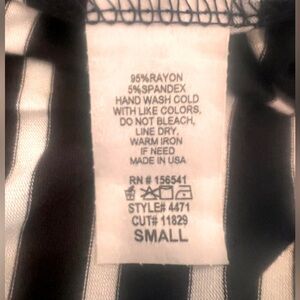 95%RAYON
5%SPANDEX
HAND WASH COLD
WITH LIKE COLORS,
DO NOT BLEACH,
LINE DRY,
WARM IRON
IF NEED
MADE IN USA
RN # 156541
STYLE# 4471
CUT# 11829
SMALL